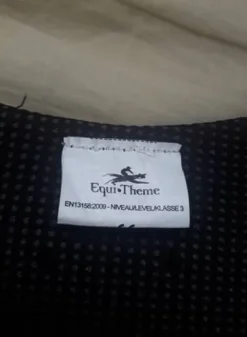 Equi•Theme
EN13158:2009 - NIVEAU/LEVEL/KLASSE 3